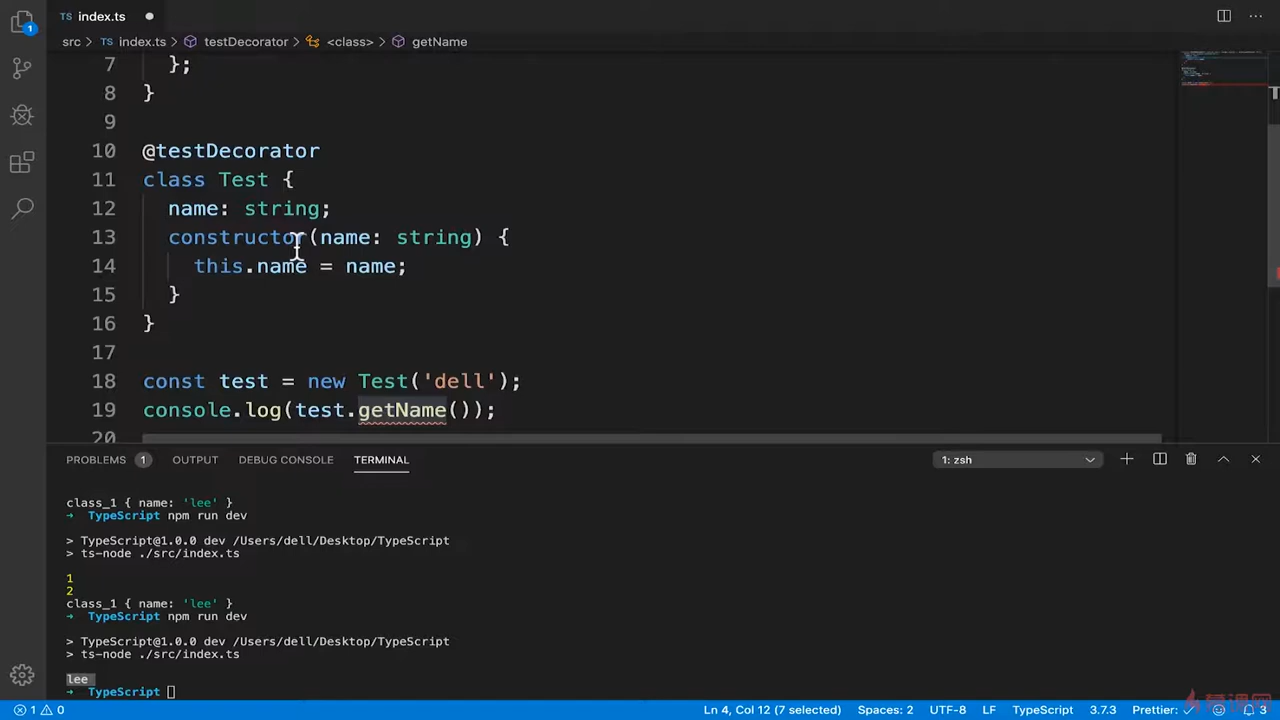 TS index.ts
src > TS index.ts > testDecorator > <class> > getName
7 };
8 }
9
10 @testDecorator
11 class Test {
12 name: string;
13 constructor(name: string) {
14 this.name = name;
15 }
16 }
17
18 const test = new Test('dell');
19 console.log(test.getName());
20
PROBLEMS 1 OUTPUT DEBUG CONSOLE TERMINAL 1: zsh
class_1 { name: 'lee' }
→ TypeScript npm run dev
> TypeScript@1.0.0 dev /Users/dell/Desktop/TypeScript
> ts-node ./src/index.ts
1
2
class_1 { name: 'lee' }
→ TypeScript npm run dev
> TypeScript@1.0.0 dev /Users/dell/Desktop/TypeScript
> ts-node ./src/index.ts
lee
→ TypeScript
1 0 Ln 4, Col 12 (7 selected) Spaces: 2 UTF-8 LF TypeScript 3.7.3 Prettier: ✓ 3
慕课网